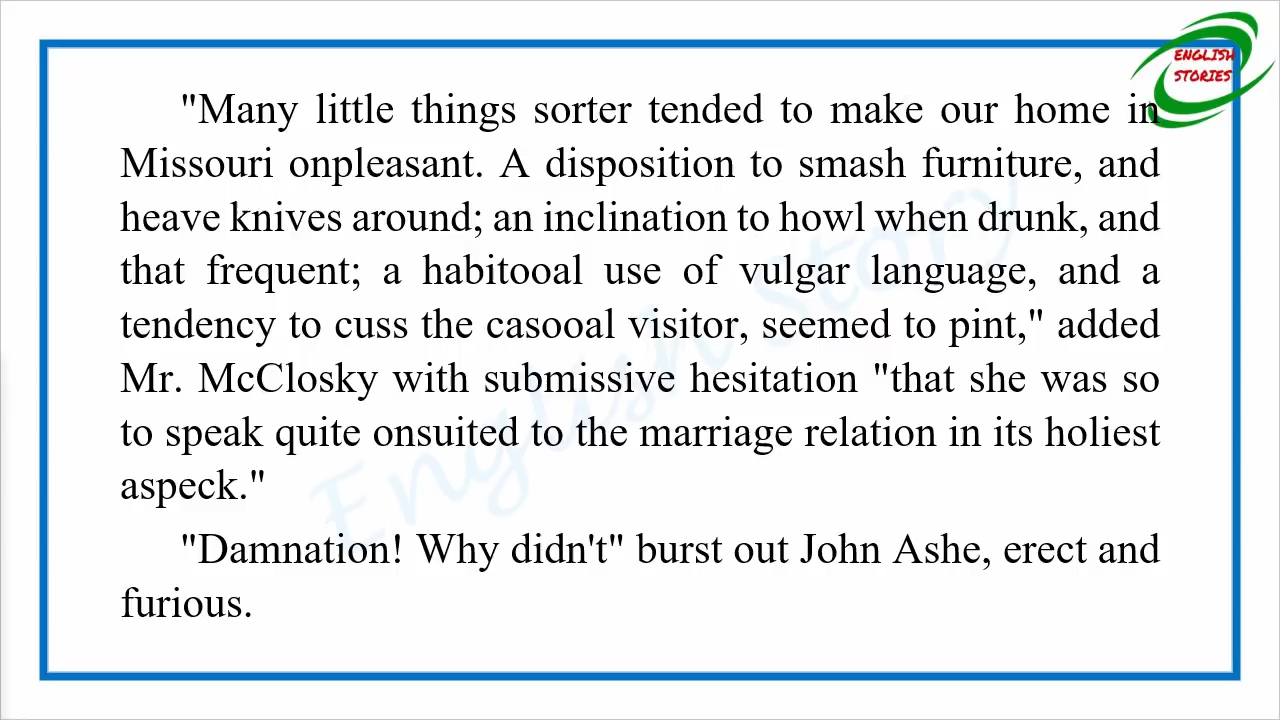 ENGLISH
STORIES
"Many little things sorter tended to make our home in
Missouri onpleasant. A disposition to smash furniture, and
heave knives around; an inclination to howl when drunk, and
that frequent; a habitooal use of vulgar language, and a
tendency to cuss the casooal visitor, seemed to pint," added
Mr. McClosky with submissive hesitation "that she was so
to speak quite onsuited to the marriage relation in its holiest
aspeck."
"Damnation! Why didn't" burst out John Ashe, erect and
furious.
English Story